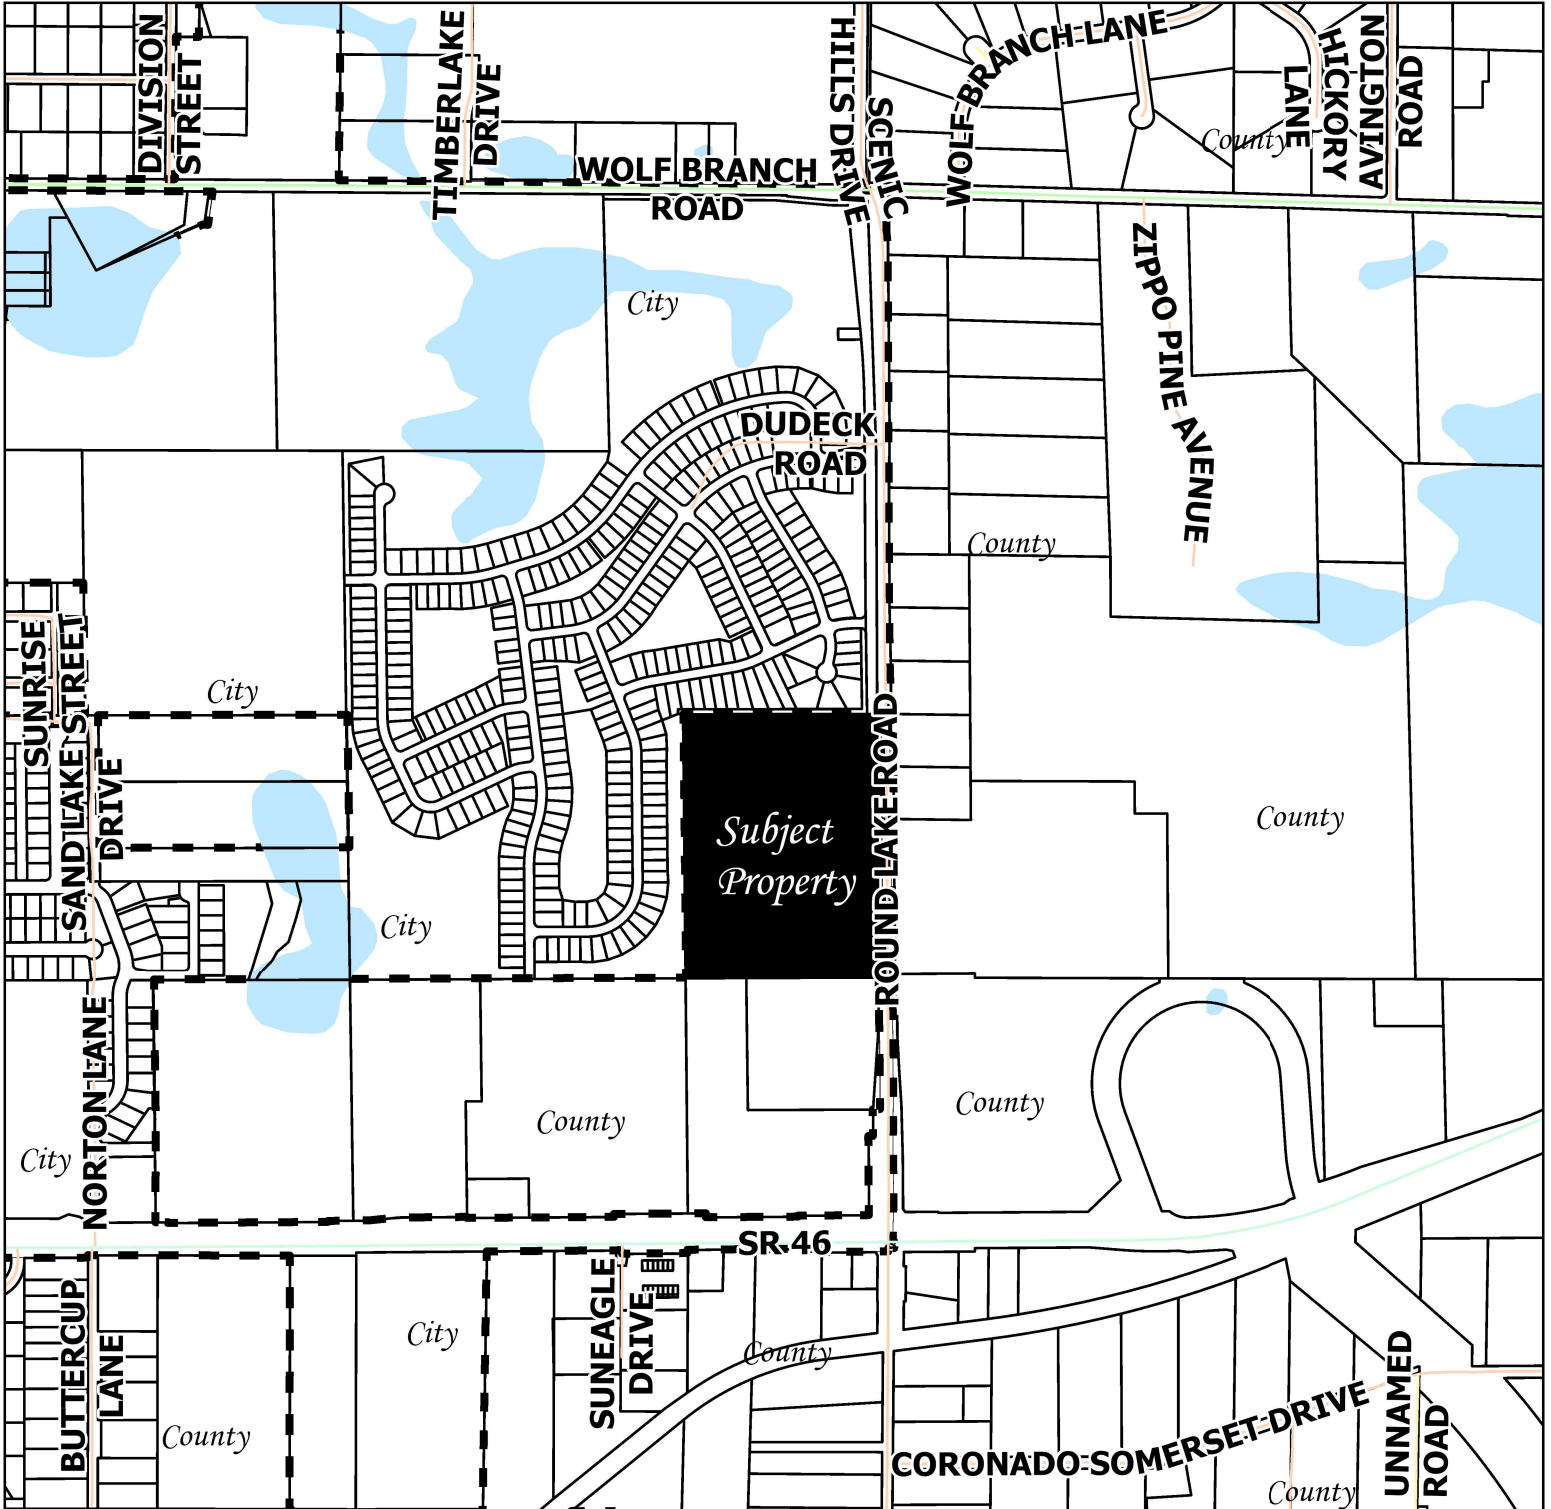 DIVISION
STREET
TIMBERLAKE
DRIVE
HILLS DRIVE
SCENIC
WOLF BRANCH LANE
HICKORY
LANE
AVINGTON
ROAD
County
WOLF BRANCH
ROAD
City
ZIPPO PINE AVENUE
DUDECK
ROAD
County
SUNRISE
SAND LAKE STREET
DRIVE
City
Subject
Property
ROUND LAKE ROAD
County
City
NORTON LANE
County
County
City
SR 46
BUTTERCUP
LANE
City
SUNEAGLE
DRIVE
County
County
CORONADO SOMERSET DRIVE
UNNAMED
ROAD
County